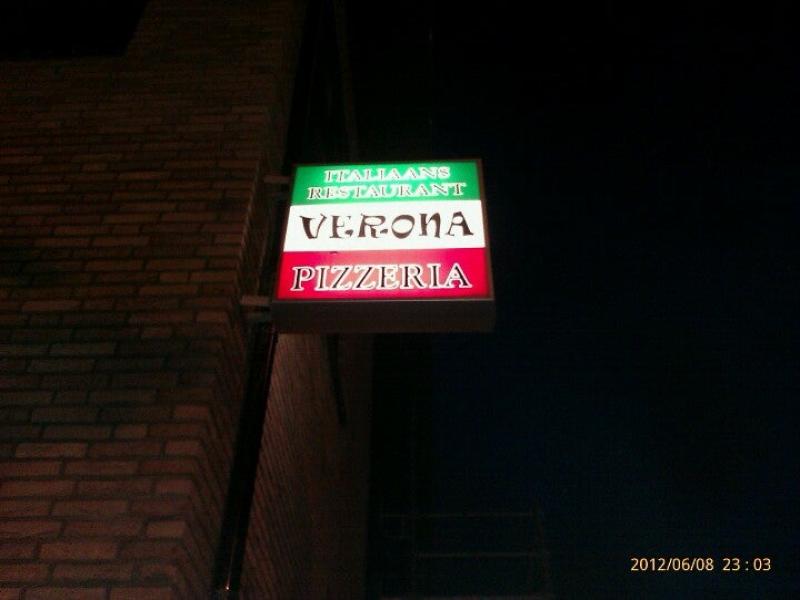 ITALIAANS
RESTAURANT
VERONA
PIZZERIA
2012/06/08 23:03